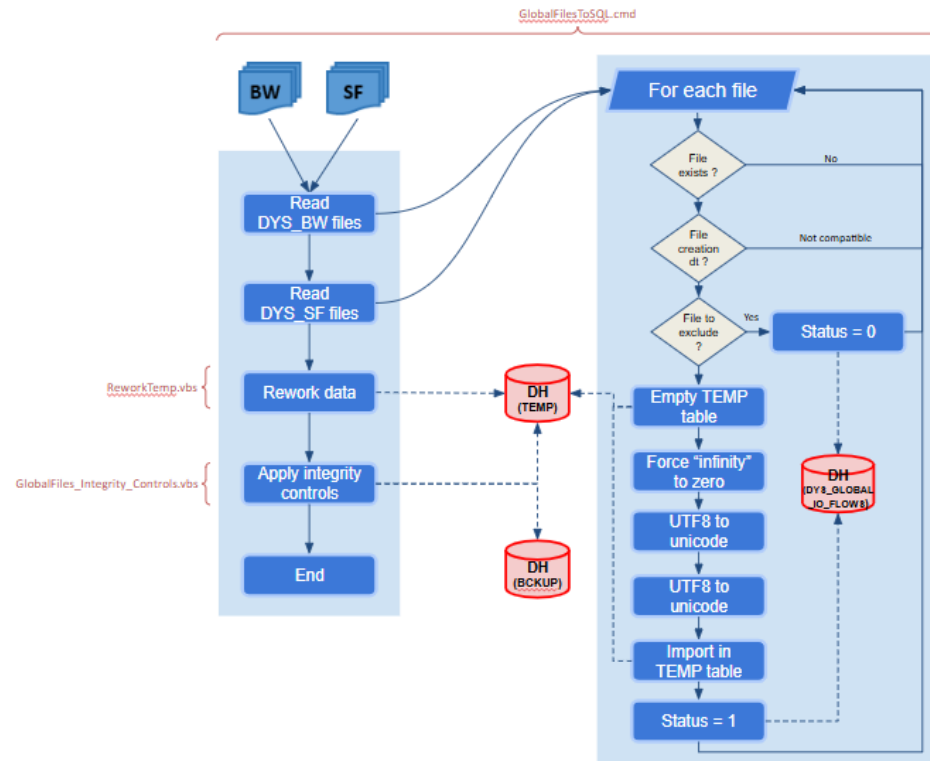 GlobalFilesToSQL.cmd
BW
SF
Read
DYS_BW files
Read
DYS_SF files
ReworkTemp.vbs
Rework data
GlobalFiles_Integrity_Controls.vbs
Apply integrity
controls
End
DH
(TEMP)
DH
(BCKUP)
For each file
File
exists ?
No
File
creation
dt ?
Not compatible
File to
exclude
?
Yes
Status = 0
Empty TEMP
table
Force “infinity”
to zero
UTF8 to
unicode
UTF8 to
unicode
Import in
TEMP table
Status = 1
DH
(DY8_GLOBAL
_IO_FLOW8)